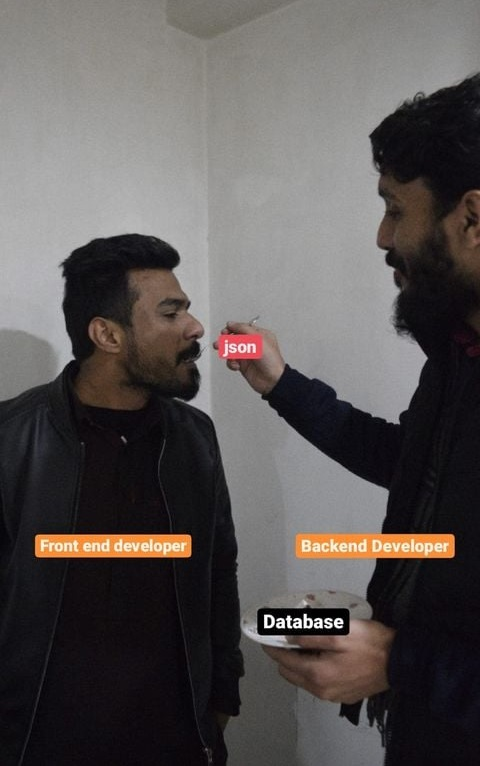 json
Front end developer
Backend Developer
Database